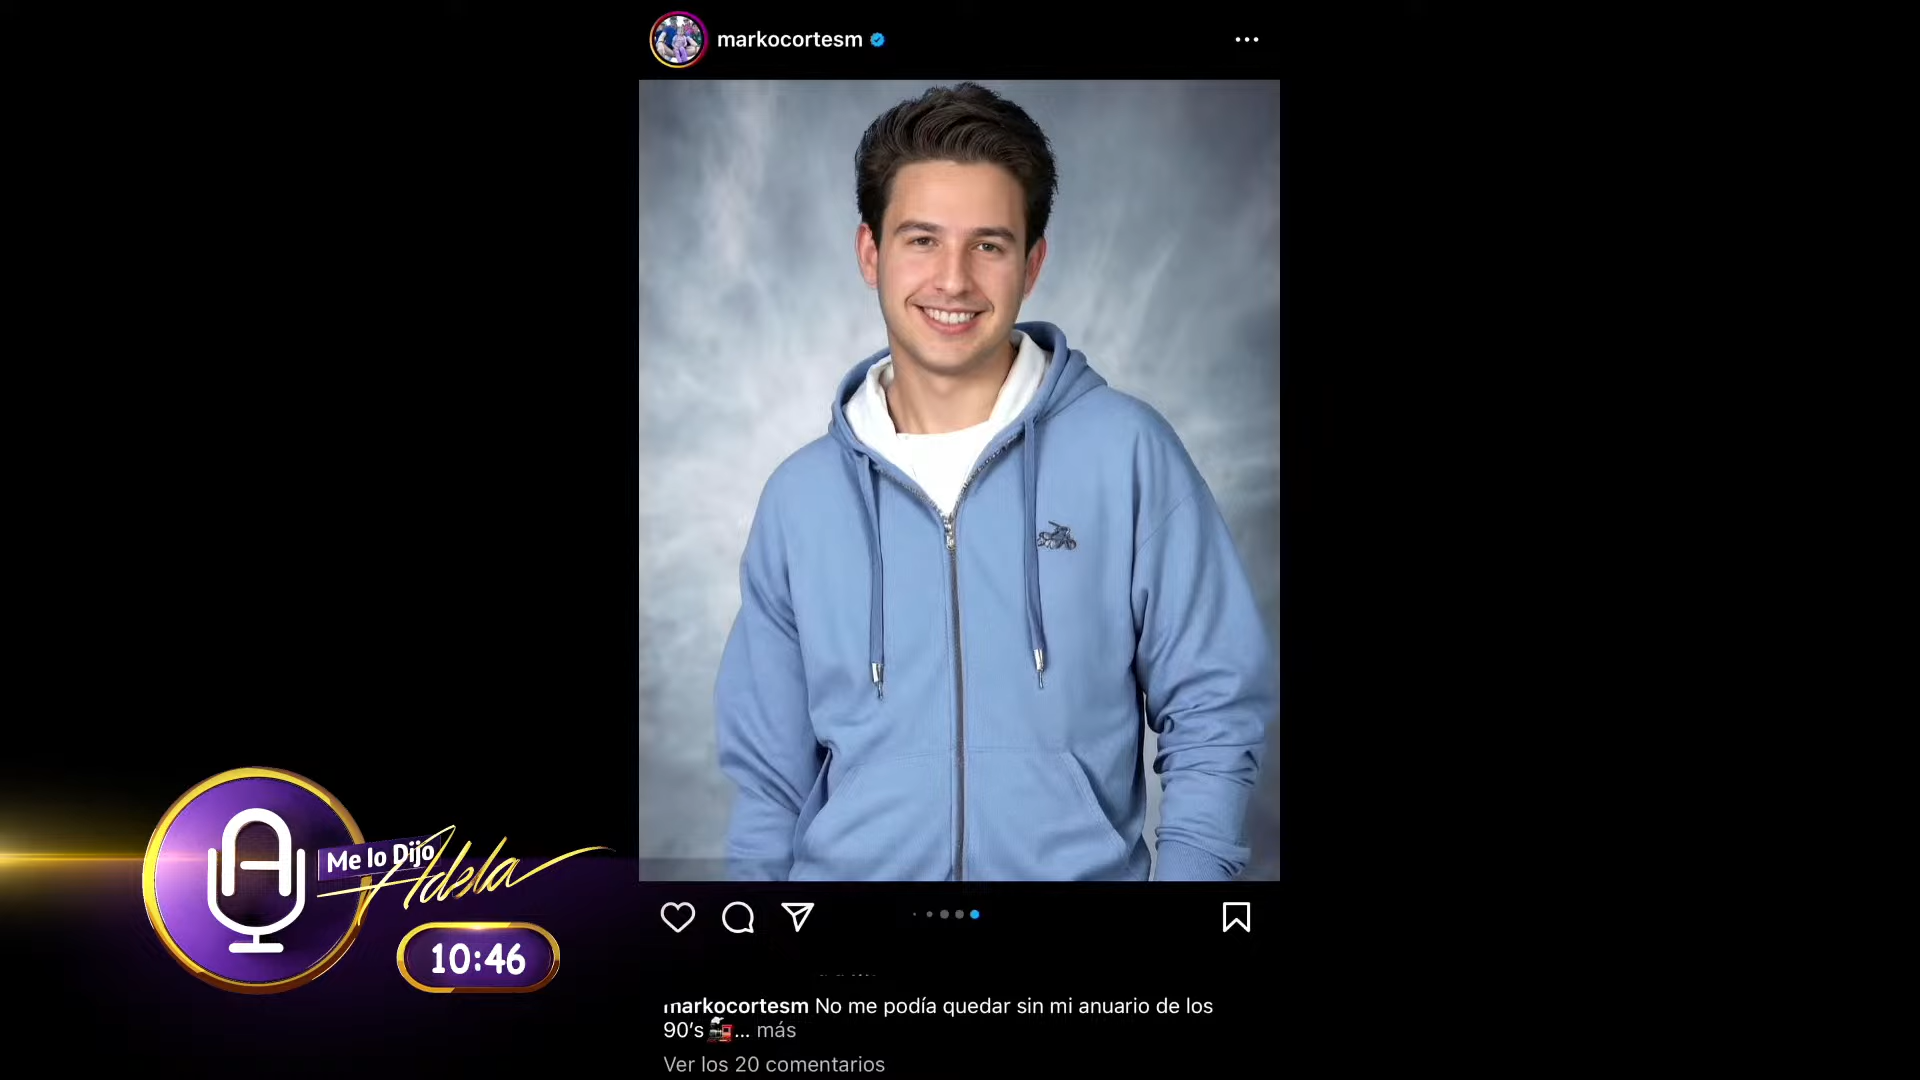 markocortesm
Me lo Dijo
Adela
10:46
markocortesm No me podía quedar sin mi anuario de los
90's 🚂... más
Ver los 20 comentarios